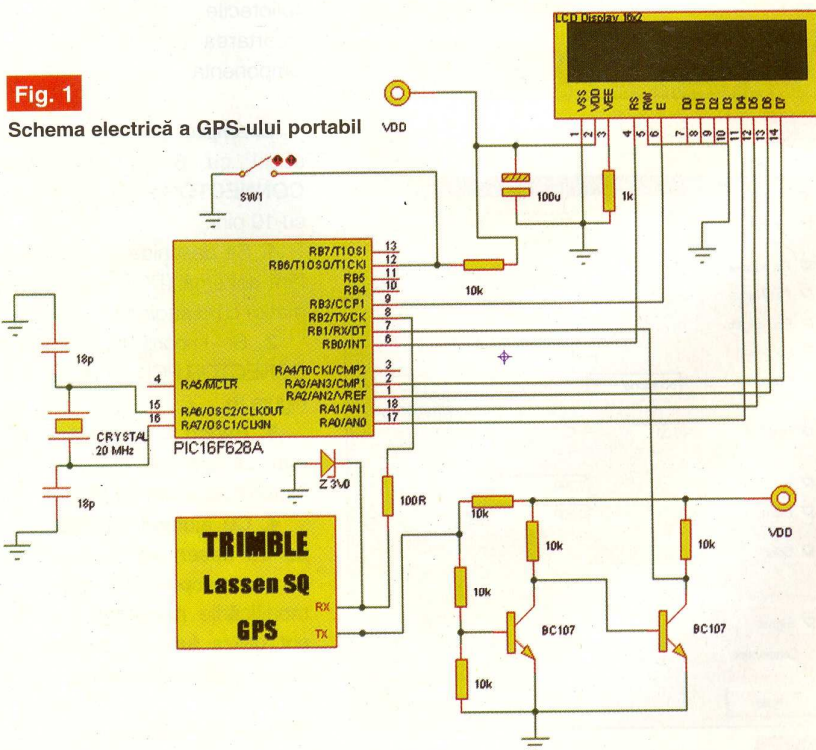 Fig. 1
Schema electrică a GPS-ului portabil
VDD
LCD Display 16x2
VSS
VDD
VEE
RS
RW
E
D0
D1
D2
D3
D4
D5
D6
D7
1
2
3
4
5
6
7
8
9
10
11
12
13
14
SW1
100u
1k
10k
RB7/T1OSI
13
RB6/T1OSO/T1CKI
12
RB5
11
RB4
10
RB3/CCP1
9
RB2/TX/CK
8
RB1/RX/DT
7
RB0/INT
6
RA4/T0CKI/CMP2
3
RA3/AN3/CMP1
2
RA2/AN2/VREF
1
RA1/AN1
18
RA0/AN0
17
4
RA5/MCLR
15
RA6/OSC2/CLKOUT
16
RA7/OSC1/CLKIN
PIC16F628A
18p
CRYSTAL
20 MHz
18p
Z 3V0
100R
TRIMBLE
Lassen SQ
GPS
RX
TX
10k
10k
10k
10k
10k
BC107
BC107
VDD